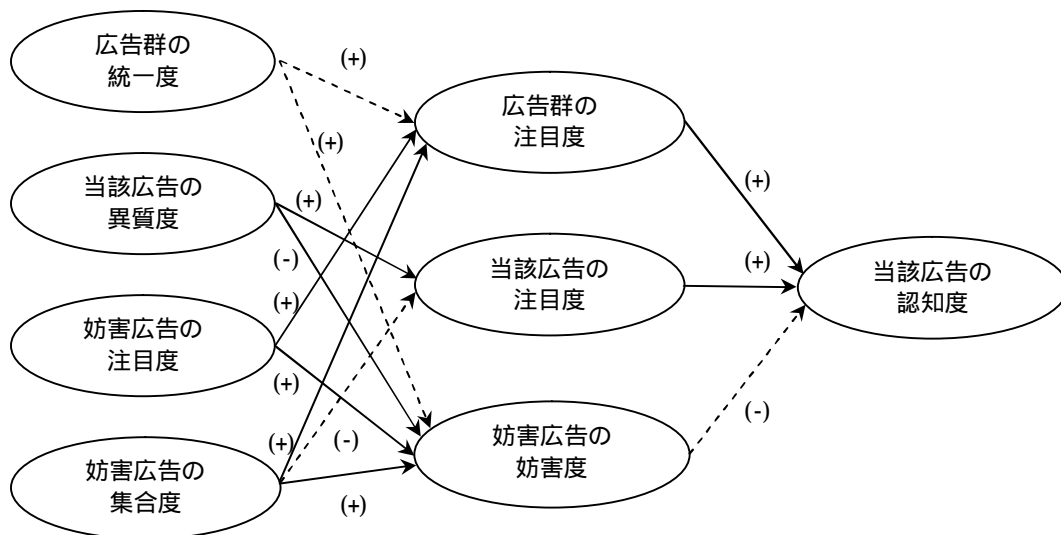 広告群の
統一度
(+)
広告群の
注目度
(+)
当該広告の
異質度
(+)
(+)
(-)
当該広告の
注目度
(+)
当該広告の
認知度
(+)
妨害広告の
注目度
(+)
(-)
妨害広告の
妨害度
(-)
(+)
妨害広告の
集合度
(+)